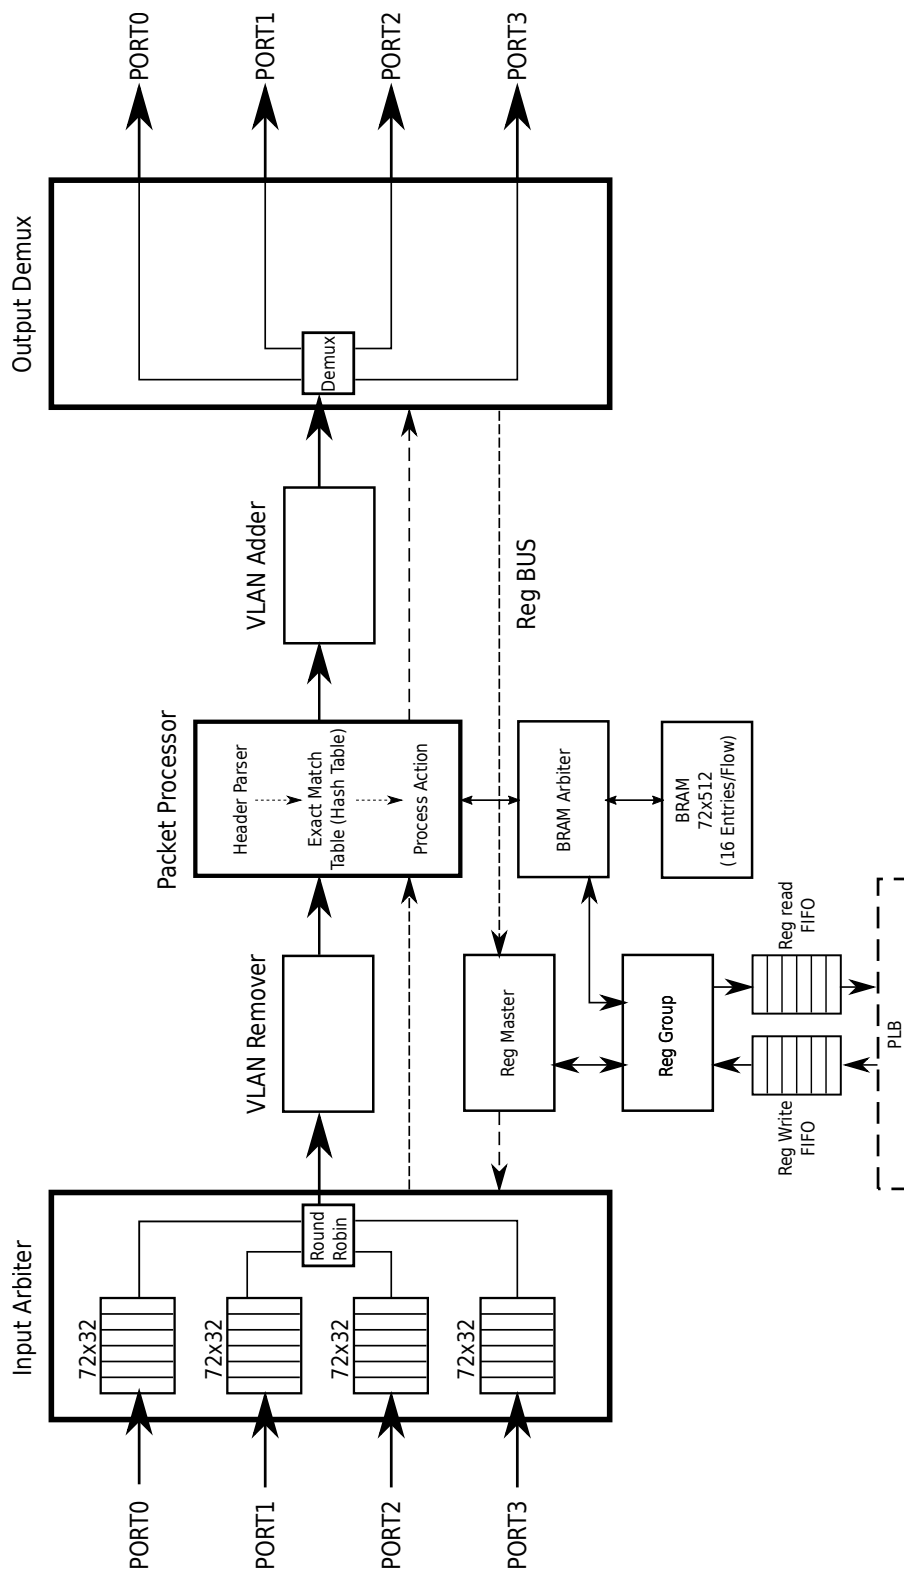 Input Arbiter
PORT0
72x32
PORT1
72x32
PORT2
72x32
PORT3
72x32
Round
Robin
VLAN Remover
Packet Processor
Header Parser
Exact Match
Table (Hash Table)
Process Action
VLAN Adder
Output Demux
Demux
PORT0
PORT1
PORT2
PORT3
Reg BUS
Reg Master
BRAM Arbiter
Reg Group
BRAM
72x512
(16 Entries/Flow)
Reg Write
FIFO
Reg read
FIFO
PLB